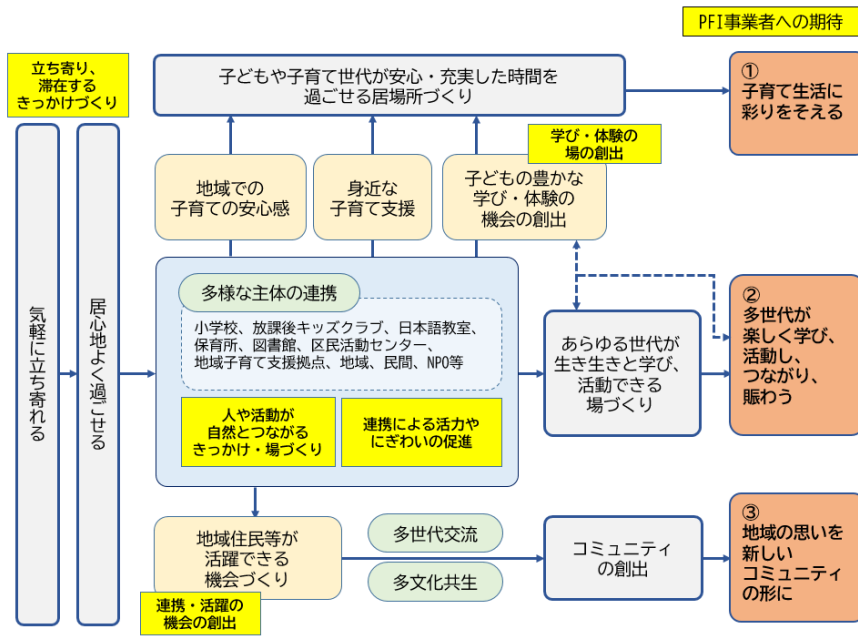 PFI事業者への期待
立ち寄り、
滞在する
きっかけづくり
子どもや子育て世代が安心・充実した時間を
過ごせる居場所づくり
①
子育て生活に
彩りをそえる
学び・体験の
場の創出
地域での
子育ての安心感
身近な
子育て支援
子どもの豊かな
学び・体験の
機会の創出
気軽に立ち寄れる
居心地よく過ごせる
多様な主体の連携
小学校、放課後キッズクラブ、日本語教室、
保育所、図書館、区民活動センター、
地域子育て支援拠点、地域、民間、NPO等
人や活動が
自然とつながる
きっかけ・場づくり
連携による活力や
にぎわいの促進
あらゆる世代が
生き生きと学び、
活動できる
場づくり
②
多世代が
楽しく学び、
活動し、
つながり、
賑わう
地域住民等が
活躍できる
機会づくり
連携・活躍の
機会の創出
多世代交流
多文化共生
コミュニティ
の創出
③
地域の思いを
新しい
コミュニティ
の形に